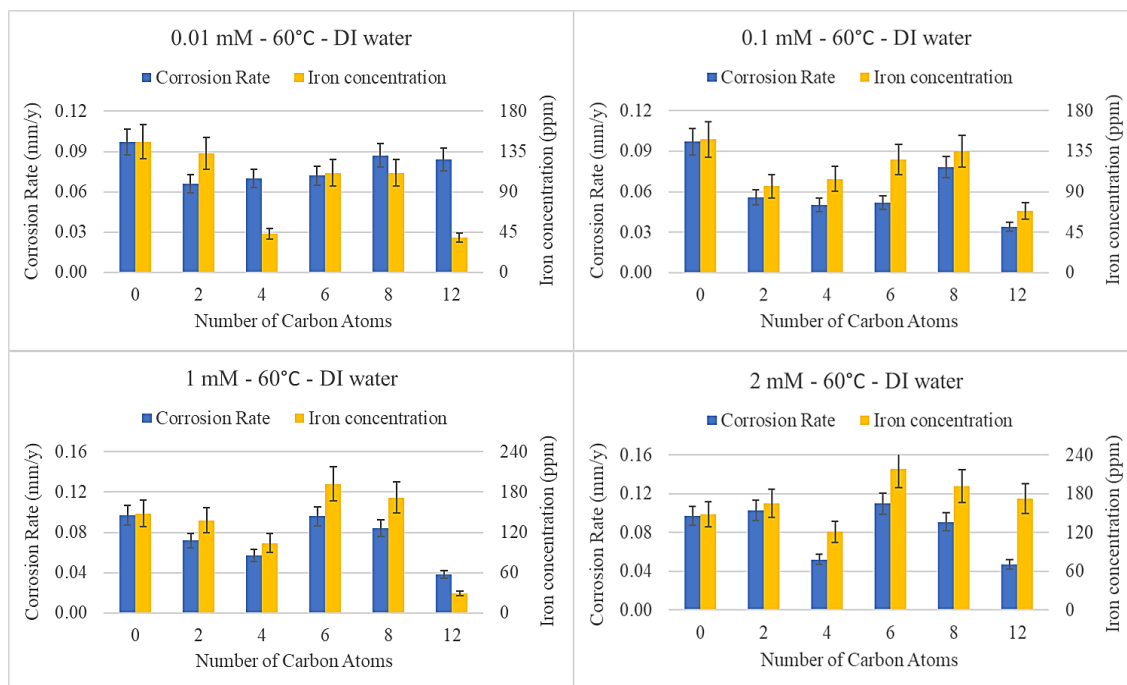 0.01 mM - 60°C - DI water
Corrosion Rate Iron concentration
Corrosion Rate (mm/y)
0.12
0.09
0.06
0.03
0.00
180
135
90
45
0
Iron concentration (ppm)
0 2 4 6 8 12
Number of Carbon Atoms
0.1 mM - 60°C - DI water
Corrosion Rate Iron concentration
Corrosion Rate (mm/y)
0.12
0.09
0.06
0.03
0.00
180
135
90
45
0
Iron concentration (ppm)
0 2 4 6 8 12
Number of Carbon Atoms
1 mM - 60°C - DI water
Corrosion Rate Iron concentration
Corrosion Rate (mm/y)
0.16
0.12
0.08
0.04
0.00
240
180
120
60
0
Iron concentration (ppm)
0 2 4 6 8 12
Number of Carbon Atoms
2 mM - 60°C - DI water
Corrosion Rate Iron concentration
Corrosion Rate (mm/y)
0.16
0.12
0.08
0.04
0.00
240
180
120
60
0
Iron concentration (ppm)
0 2 4 6 8 12
Number of Carbon Atoms